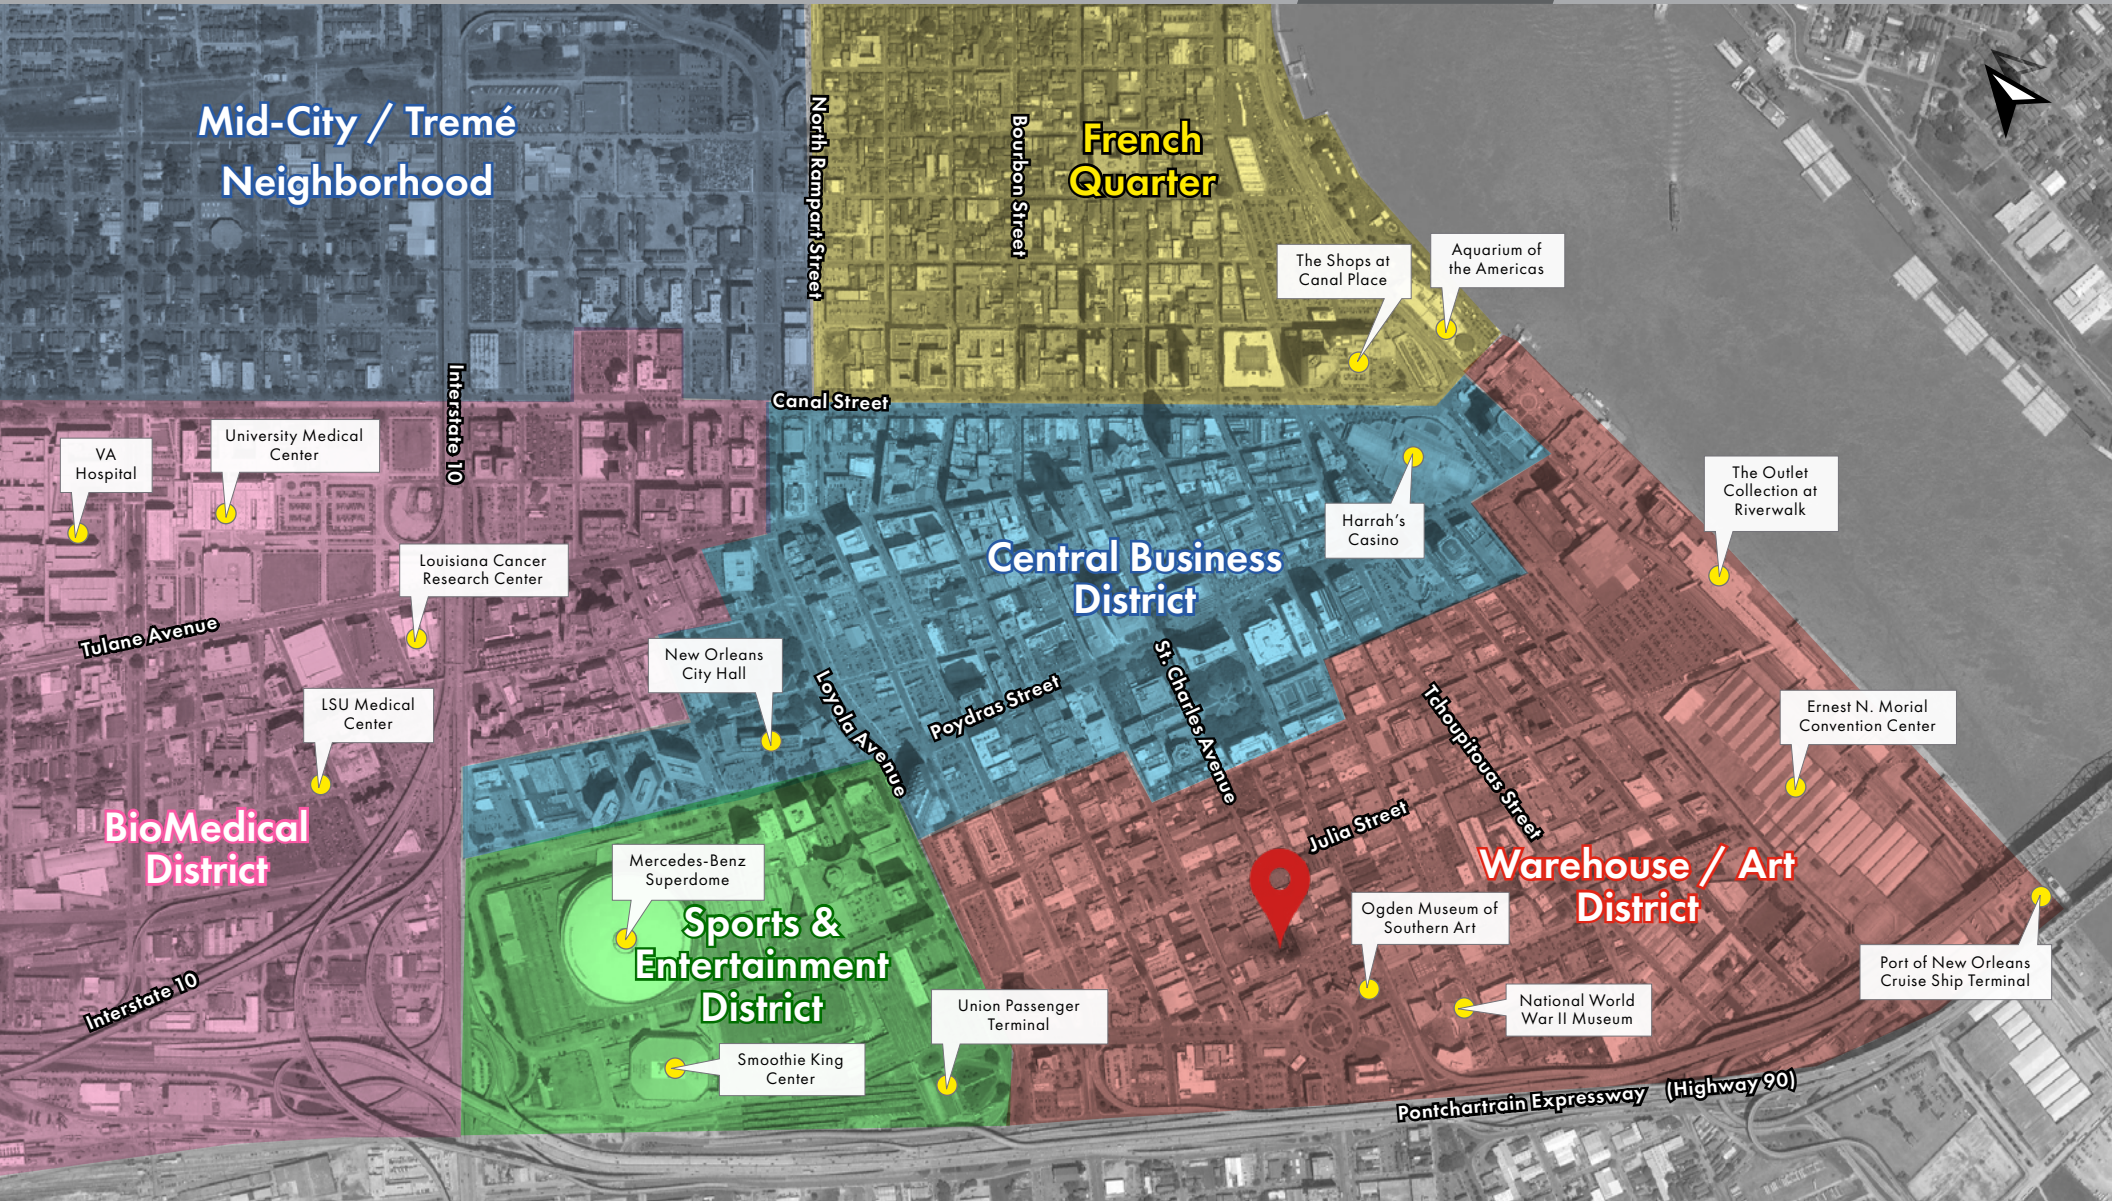 Mid-City / Tremé
Neighborhood
North Rampart Street
Bourbon Street
French
Quarter
The Shops at
Canal Place
Aquarium of
the Americas
Interstate 10
Canal Street
VA
Hospital
University Medical
Center
Louisiana Cancer
Research Center
Tulane Avenue
LSU Medical
Center
BioMedical
District
Interstate 10
Central Business
District
Harrah's
Casino
New Orleans
City Hall
Loyola Avenue
Poydras Street
St. Charles Avenue
The Outlet
Collection at
Riverwalk
Ernest N. Morial
Convention Center
Tchoupitouas Street
Julia Street
Warehouse / Art
District
Mercedes-Benz
Superdome
Sports &
Entertainment
District
Smoothie King
Center
Union Passenger
Terminal
Ogden Museum of
Southern Art
National World
War II Museum
Port of New Orleans
Cruise Ship Terminal
Pontchartrain Expressway (Highway 90)
N